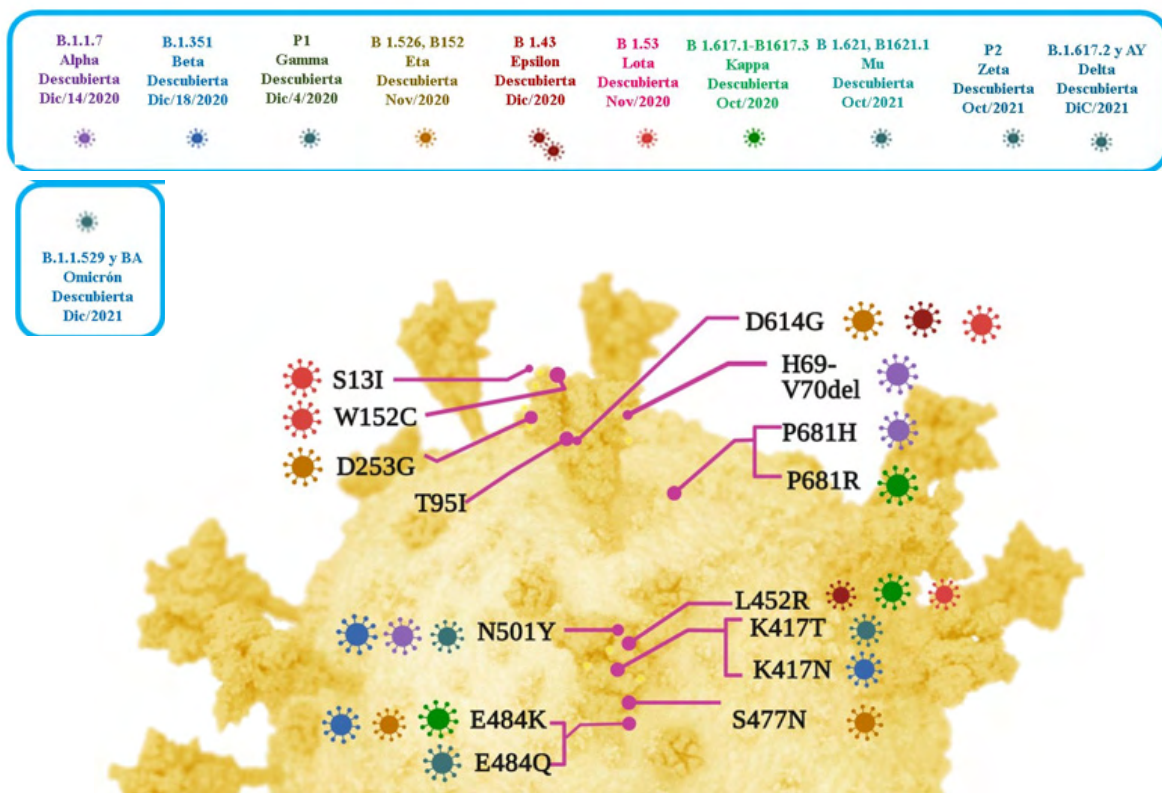 B.1.1.7
Alpha
Descubierta
Dic/14/2020
B.1.351
Beta
Descubierta
Dic/18/2020
P1
Gamma
Descubierta
Dic/4/2020
B 1.526, B152
Eta
Descubierta
Nov/2020
B 1.43
Epsilon
Descubierta
Dic/2020
B 1.53
Lota
Descubierta
Nov/2020
B 1.617.1-B1617.3
Kappa
Descubierta
Oct/2020
B 1.621, B1621.1
Mu
Descubierta
Oct/2021
P2
Zeta
Descubierta
Oct/2021
B.1.617.2 y AY
Delta
Descubierta
DiC/2021
B.1.1.529 y BA
Omicrón
Descubierta
Dic/2021
D614G
H69-
V70del
S13I
W152C
P681H
D253G
P681R
T95I
L452R
N501Y
K417T
K417N
E484K
S477N
E484Q